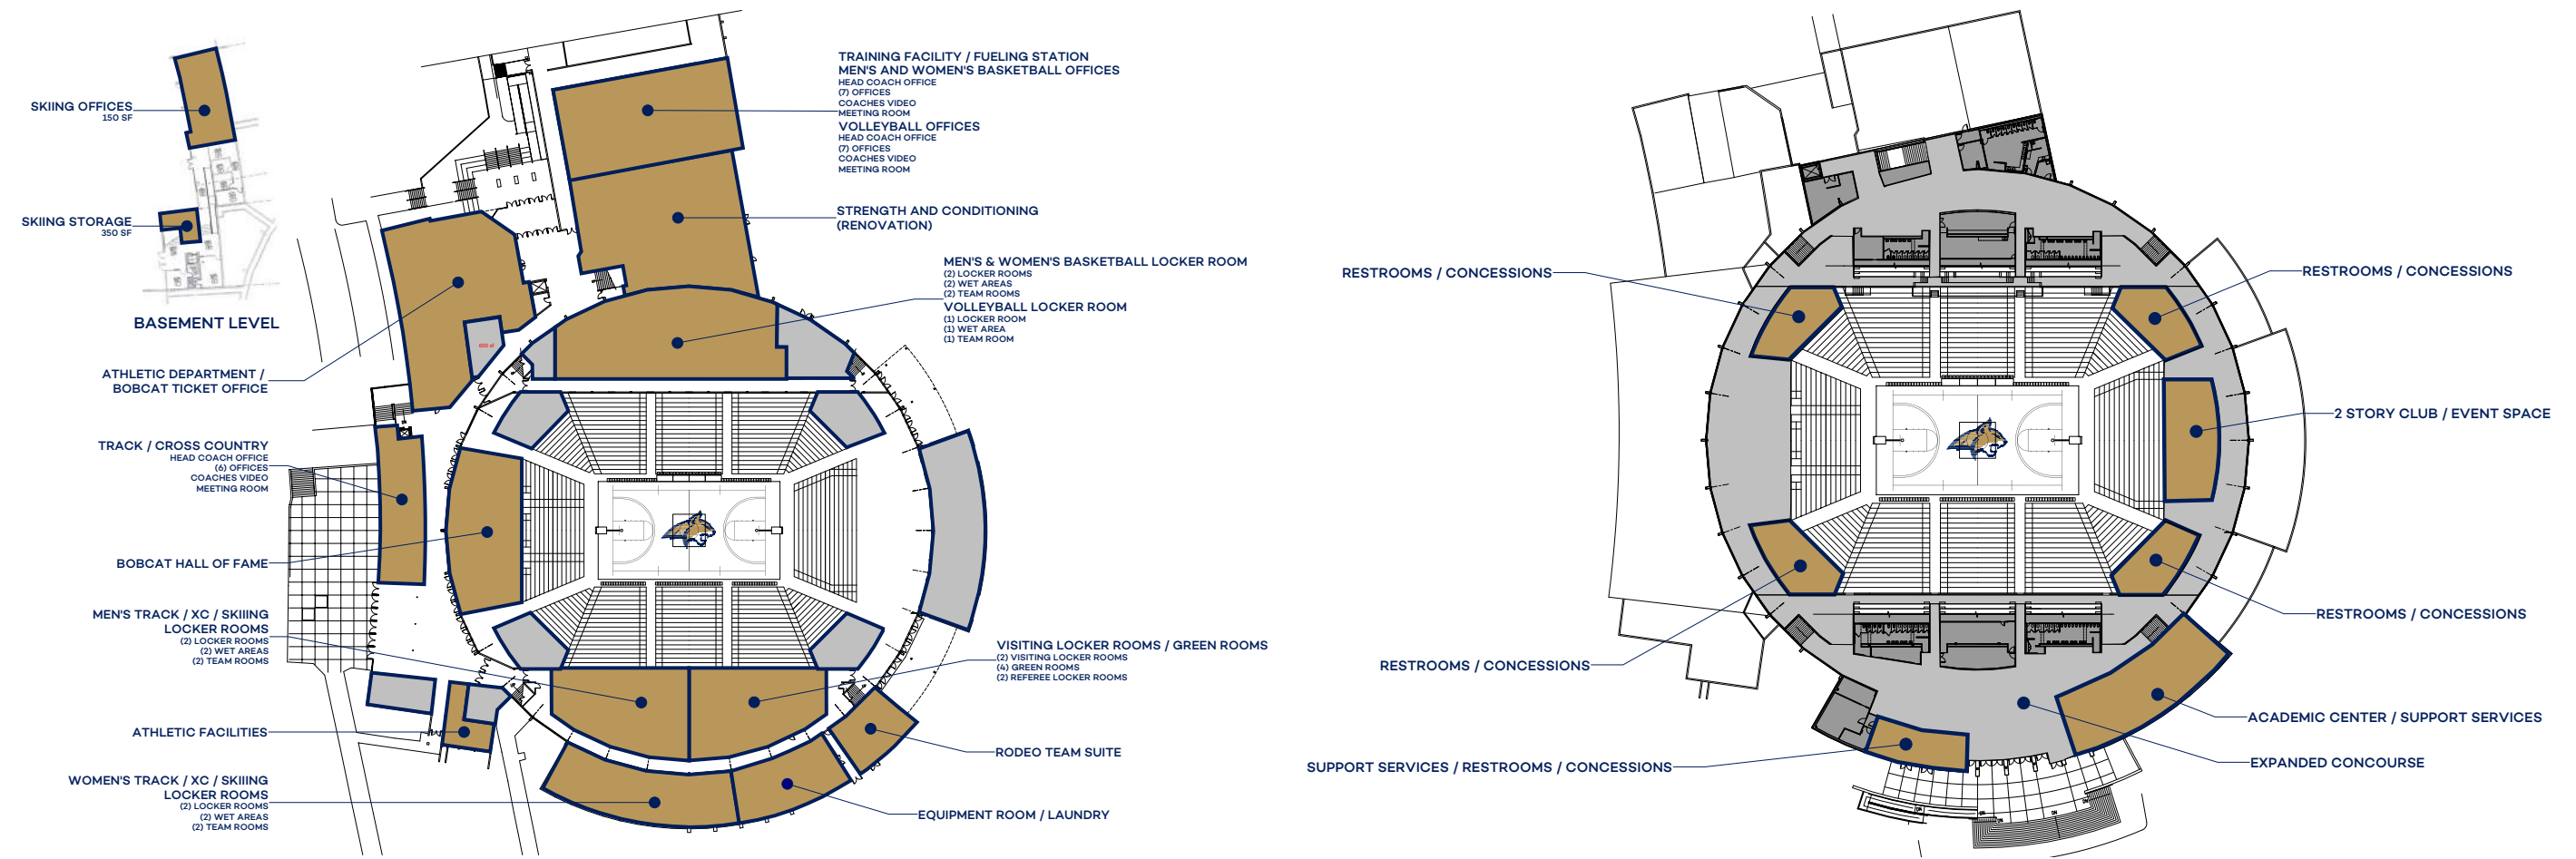 SKIING OFFICES
150 SF
SKIING STORAGE
350 SF
BASEMENT LEVEL
ATHLETIC DEPARTMENT /
BOBCAT TICKET OFFICE
TRACK / CROSS COUNTRY
HEAD COACH OFFICE
(6) OFFICES
COACHES VIDEO
MEETING ROOM
BOBCAT HALL OF FAME
MEN'S TRACK / XC / SKIIING
LOCKER ROOMS
(2) LOCKER ROOMS
(2) WET AREAS
(2) TEAM ROOMS
ATHLETIC FACILITIES
WOMEN'S TRACK / XC / SKIIING
LOCKER ROOMS
(2) LOCKER ROOMS
(2) WET AREAS
(2) TEAM ROOMS
TRAINING FACILITY / FUELING STATION
MEN'S AND WOMEN'S BASKETBALL OFFICES
HEAD COACH OFFICE
(7) OFFICES
COACHES VIDEO
MEETING ROOM
VOLLEYBALL OFFICES
HEAD COACH OFFICE
(7) OFFICES
COACHES VIDEO
MEETING ROOM
STRENGTH AND CONDITIONING
(RENOVATION)
MEN'S & WOMEN'S BASKETBALL LOCKER ROOM
(2) LOCKER ROOMS
(2) WET AREAS
(2) TEAM ROOMS
VOLLEYBALL LOCKER ROOM
(1) LOCKER ROOM
(1) WET AREA
(1) TEAM ROOM
VISITING LOCKER ROOMS / GREEN ROOMS
(2) VISITING LOCKER ROOMS
(4) GREEN ROOMS
(2) REFEREE LOCKER ROOMS
RODEO TEAM SUITE
EQUIPMENT ROOM / LAUNDRY
RESTROOMS / CONCESSIONS
RESTROOMS / CONCESSIONS
2 STORY CLUB / EVENT SPACE
RESTROOMS / CONCESSIONS
RESTROOMS / CONCESSIONS
ACADEMIC CENTER / SUPPORT SERVICES
EXPANDED CONCOURSE
SUPPORT SERVICES / RESTROOMS / CONCESSIONS